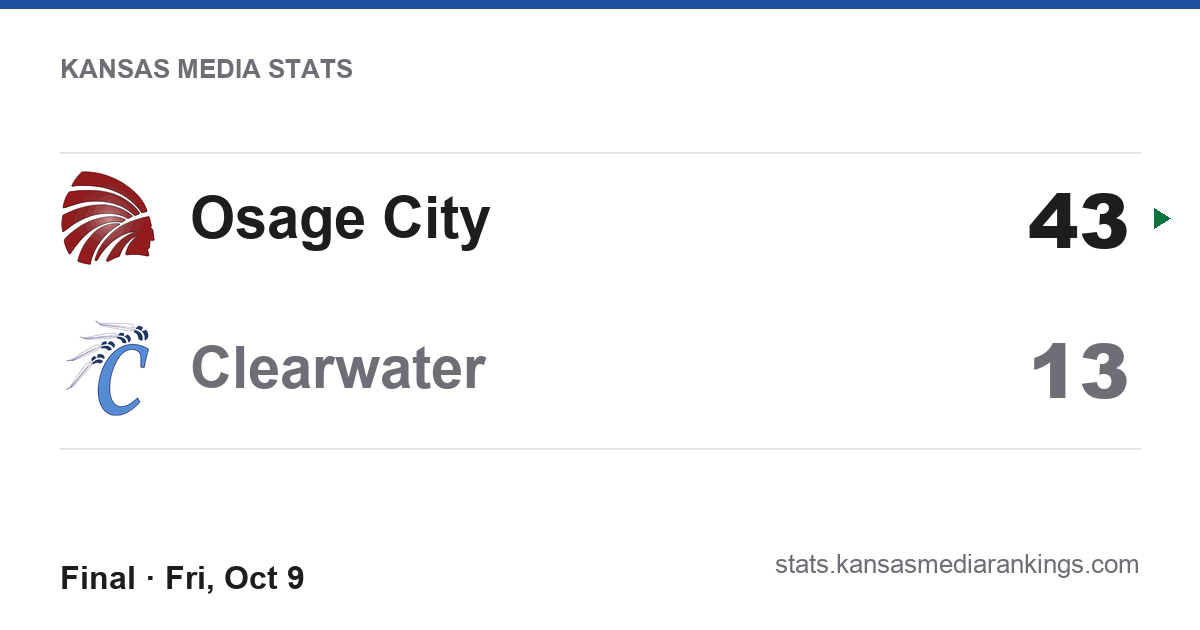 KANSAS MEDIA STATS
Osage City 43
Clearwater 13
Final · Fri, Oct 9
stats.kansasmediarankings.com